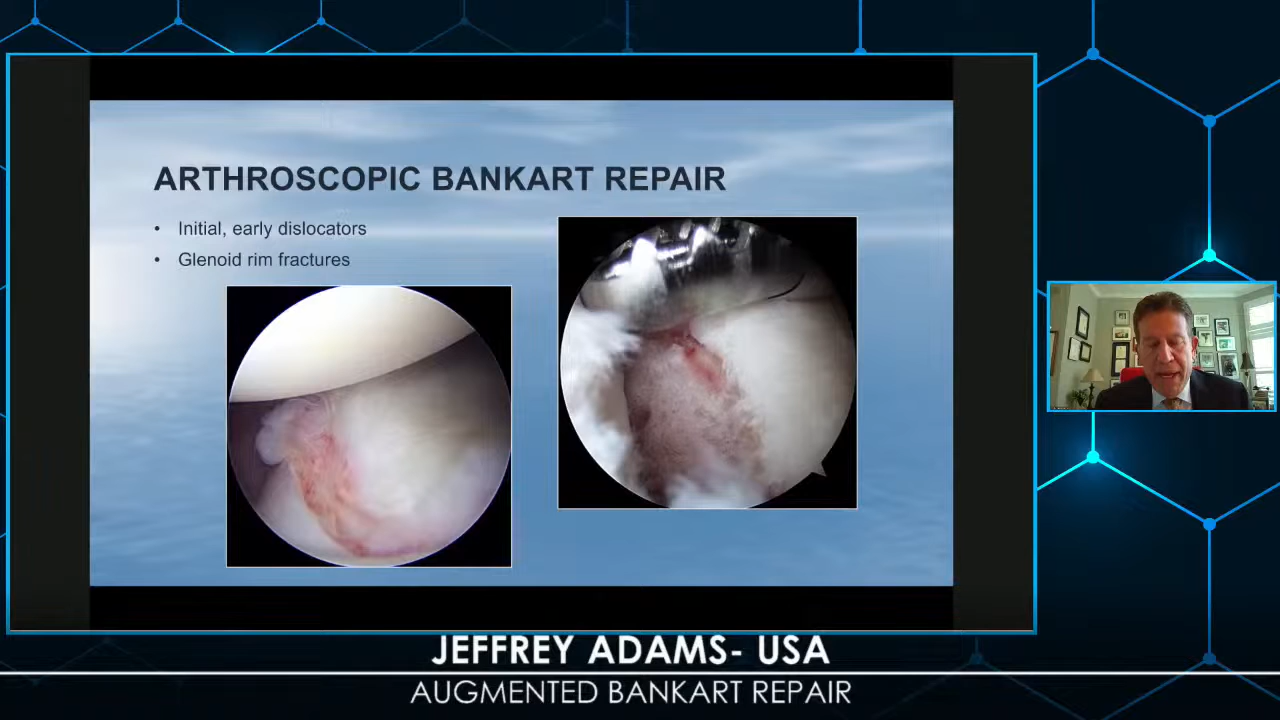 ARTHROSCOPIC BANKART REPAIR
• Initial, early dislocators
• Glenoid rim fractures
JEFFREY ADAMS- USA
AUGMENTED BANKART REPAIR